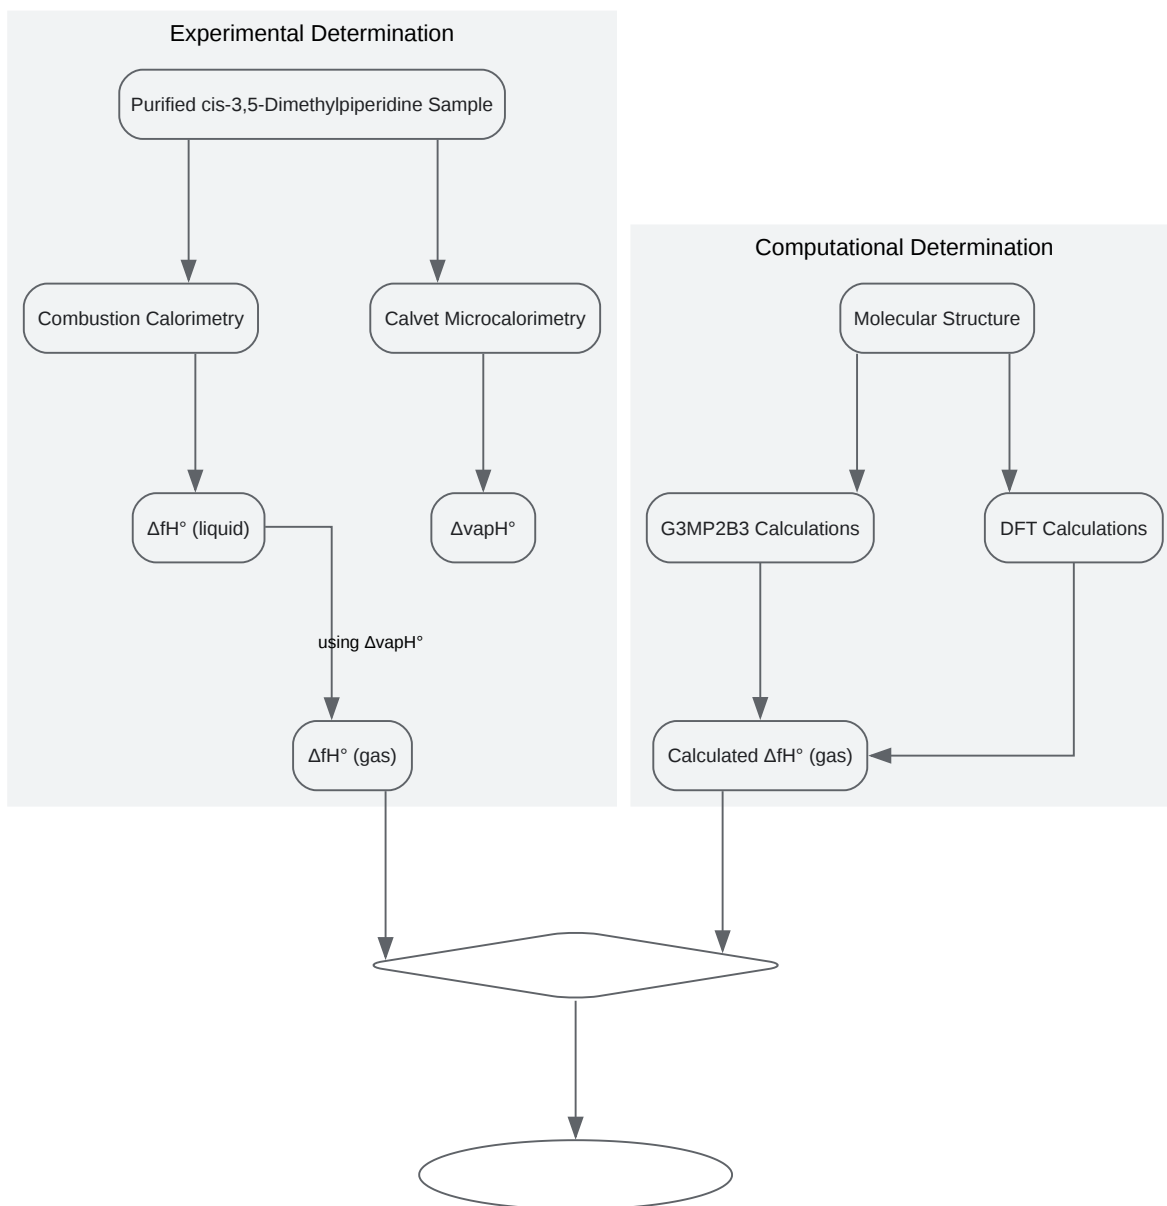 Experimental Determination
Purified cis-3,5-Dimethylpiperidine Sample
Combustion Calorimetry
Calvet Microcalorimetry
ΔfH° (liquid)
ΔvapH°
using ΔvapH°
ΔfH° (gas)
Computational Determination
Molecular Structure
G3MP2B3 Calculations
DFT Calculations
Calculated ΔfH° (gas)